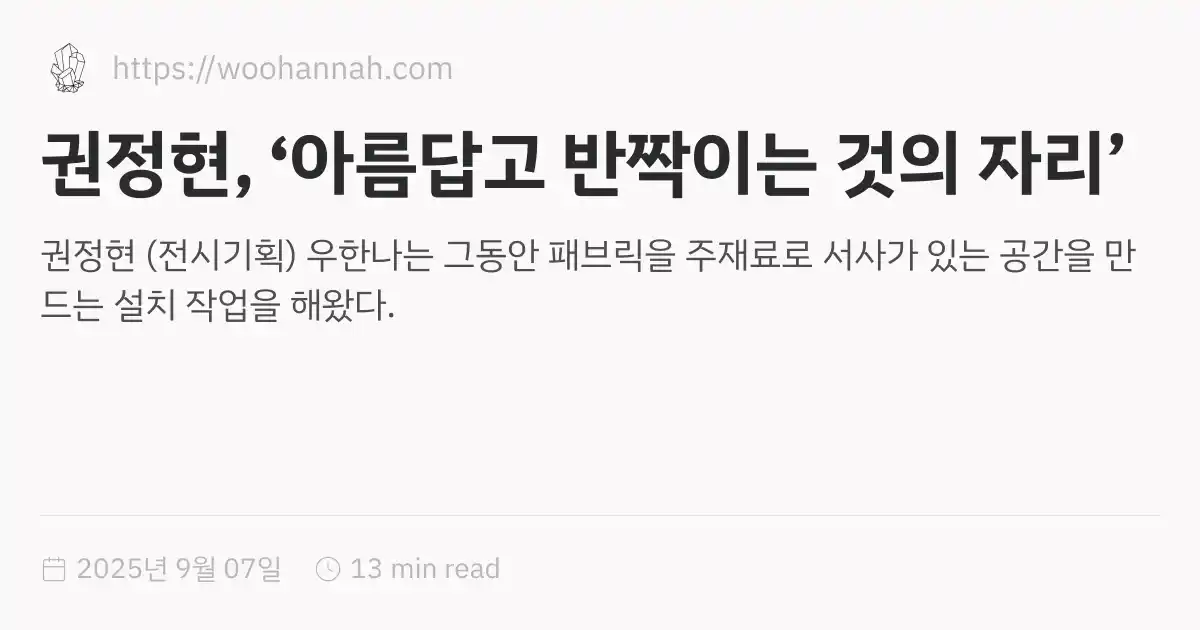 https://woohannah.com
권정현, ‘아름답고 반짝이는 것의 자리’
권정현 (전시기획) 우한나는 그동안 패브릭을 주재료로 서사가 있는 공간을 만
드는 설치 작업을 해왔다.
2025년 9월 07일 13 min read